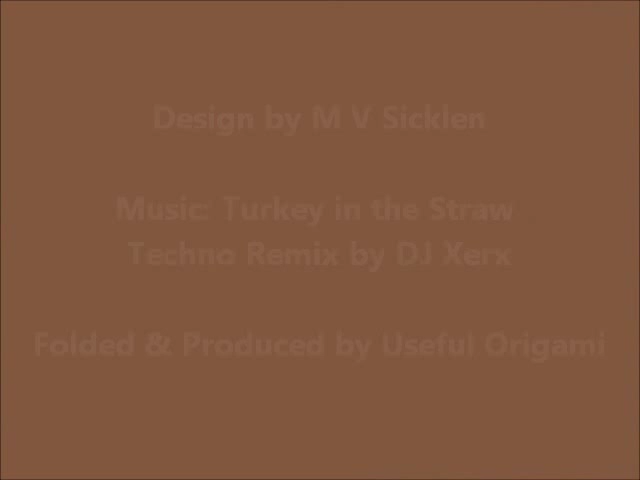 Design by M V Sicklen
Music: Turkey in the Straw
Techno Remix by DJ Xerx
Folded & Produced by Useful Origami